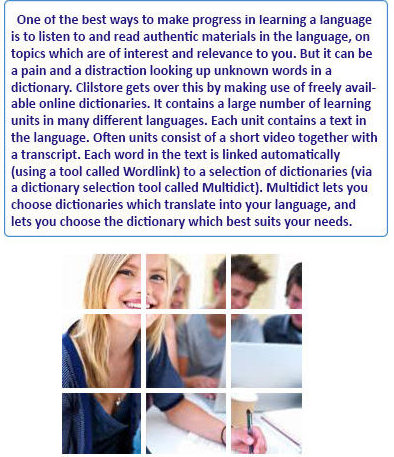 One of the best ways to make progress in learning a language
is to listen to and read authentic materials in the language, on
topics which are of interest and relevance to you. But it can be
a pain and a distraction looking up unknown words in a
dictionary. Clilstore gets over this by making use of freely avail-
able online dictionaries. It contains a large number of learning
units in many different languages. Each unit contains a text in
the language. Often units consist of a short video together with
a transcript. Each word in the text is linked automatically
(using a tool called Wordlink) to a selection of dictionaries (via
a dictionary selection tool called Multidict). Multidict lets you
choose dictionaries which translate into your language, and
lets you choose the dictionary which best suits your needs.